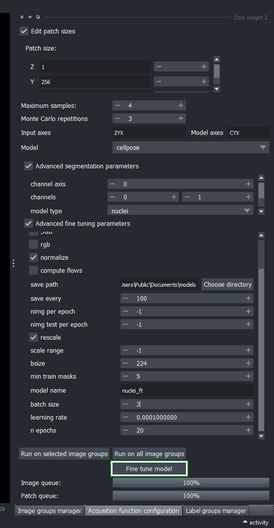 Dock widget 2
Edit patch sizes
Patch size:
Z 1 — +
Y 256 — +
Maximum samples: — 4 +
Monte Carlo repetitions — 3 +
Input axes ZYX Model axes CYX
Model cellpose
Advanced segmentation parameters
channel axis — 0 +
channels — 0 + — 1 +
model type nuclei
Advanced fine tuning parameters
rgb
normalize
compute flows
save path /sers\Public\Documents\models Choose directory
save every — 100 +
nimg per epoch — -1 +
nimg test per epoch — -1 +
rescale
scale range — -1 +
bsize — 224 +
min train masks — 5 +
model name nuclei_ft
batch size — 3 +
learning rate — 0.0001000000 +
n epochs — 20 +
Run on selected image groups Run on all image groups
Fine tune model
Image queue: 100%
Patch queue: 100%
Image groups manager Acquisition function configuration Label groups manager
activity